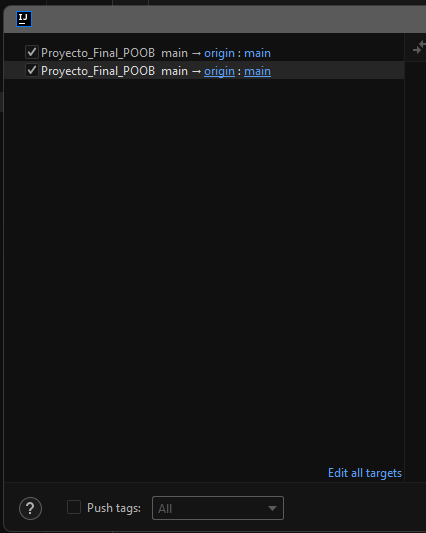 IJ
Proyecto_Final_POOB main → origin : main
Proyecto_Final_POOB main → origin : main
Edit all targets
? Push tags: All